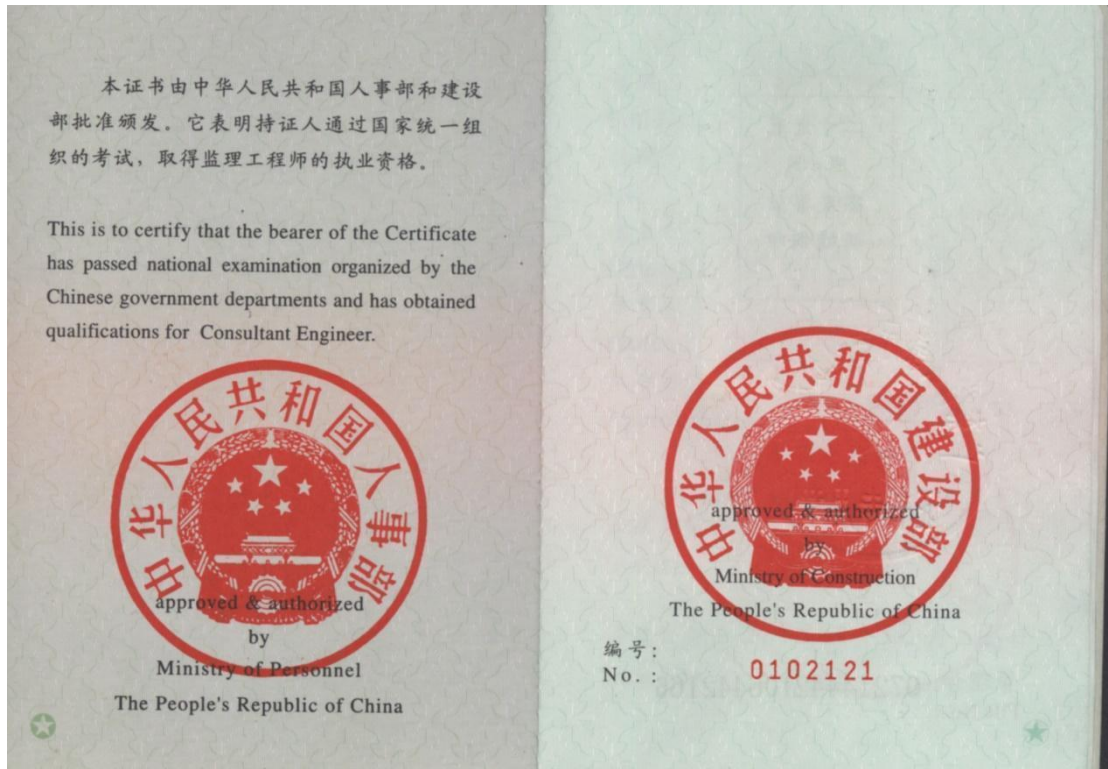 本证书由中华人民共和国人事部和建设
部批准颁发。它表明持证人通过国家统一组
织的考试，取得监理工程师的执业资格。
This is to certify that the bearer of the Certificate
has passed national examination organized by the
Chinese government departments and has obtained
qualifications for Consultant Engineer.
中华人民共和国人事部
approved & authorized
by
Ministry of Personnel
The People's Republic of China
中华人民共和国建设部
approved & authorized
by
Ministry of Construction
The People's Republic of China
编号：
No. : 0102121